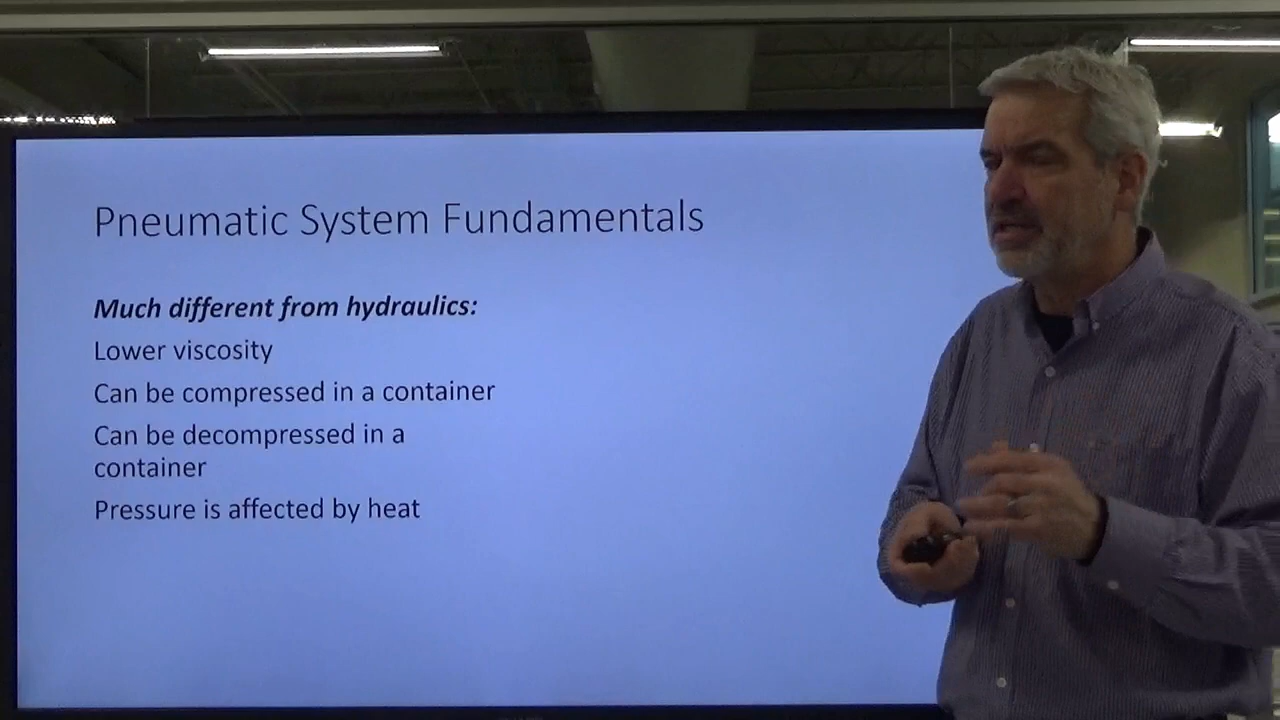 Pneumatic System Fundamentals
Much different from hydraulics:
Lower viscosity
Can be compressed in a container
Can be decompressed in a
container
Pressure is affected by heat